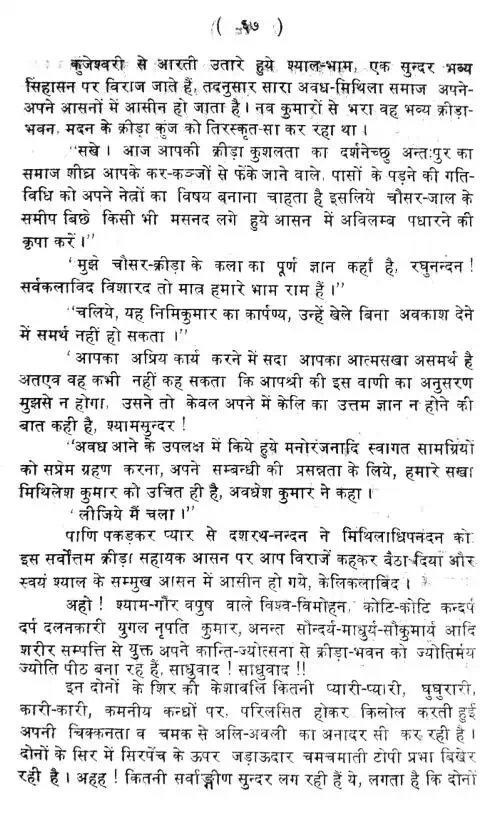 ( ६७ )
कुजेश्वरी से आरती उतारे हुये श्याल-भाम, एक सुन्दर भव्य
सिंहासन पर विराज जाते हैं, तदनुसार सारा अवध-मिथिला समाज अपने-
अपने आसनों में आसीन हो जाता है। नव कुमारों से भरा वह भव्य क्रीड़ा-
भवन, मदन के क्रीड़ा कुंज को तिरस्कृत-सा कर रहा था।
"सखे। आज आपकी क्रीड़ा कुशलता का दर्शनेच्छु अन्तःपुर का
समाज शीघ्र आपके कर-कञ्जों से फेंके जाने वाले, पासों के पड़ने की गति-
विधि को अपने नेत्रों का विषय बनाना चाहता है इसलिये चौसर-जाल के
समीप बिछे किसी भी मसनद लगे हुये आसन में अविलम्ब पधारने की
कृपा करें।"
'मुझे चौसर-क्रीड़ा के कला का पूर्ण ज्ञान कहाँ है, रघुनन्दन!
सर्वकलाविद विशारद तो मात्र हमारे भाम राम हैं।"
"चलिये, यह निमिकुमार का कार्पण्य, उन्हें खेले बिना अवकाश देने
में समर्थ नहीं हो सकता।"
'आपका अप्रिय कार्य करने में सदा आपका आत्मसखा असमर्थ है
अतएव वह कभी नहीं कह सकता कि आपश्री की इस वाणी का अनुसरण
मुझसे न होगा, उसने तो केवल अपने में केलि का उत्तम ज्ञान न होने की
बात कही है, श्यामसुन्दर!
"अवध आने के उपलक्ष में किये हुये मनोरंजनादि स्वागत सामग्रियों
को सप्रेम ग्रहण करना, अपने सम्बन्धी की प्रसन्नता के लिये, हमारे सखा
मिथिलेश कुमार को उचित ही है, अवधेश कुमार ने कहा।
'लीजिये मैं चला।"
पाणि पकड़कर प्यार से दशरथ-नन्दन ने मिथिलाधिपनंदन को
इस सर्वोत्तम क्रीड़ा सहायक आसन पर आप विराजें कहकर बैठा दिया और
स्वयं श्याल के सम्मुख आसन में आसीन हो गये, केलिकलाविद।
अहो! श्याम-गौर वपुष वाले विश्व-विमोहन, कोटि-कोटि कन्दर्प
दर्प दलनकारी युगल नृपति कुमार, अनन्त सौन्दर्य-माधुर्य-सौकुमार्य आदि
शरीर सम्पत्ति से युक्त अपने कान्ति-ज्योत्सना से क्रीड़ा-भवन को ज्योतिर्मय
ज्योति पीठ बना रहे हैं, साधुवाद! साधुवाद!!
इन दोनों के शिर की केशावलि कितनी प्यारी-प्यारी, घुघुरारी,
कारी-कारी, कमनीय कन्धों पर, परिलसित होकर किलोल करती हुई
अपनी चिक्कनता व चमक से अलि-अवली का अनादर सी कर रही है।
दोनों के सिर में सिरपेंच के ऊपर जड़ाऊदार चमचमाती टोपी प्रभा बिखेर
रही है। अहह! कितनी सर्वाङ्गीण सुन्दर लग रही हैं ये, लगता है कि दोनों